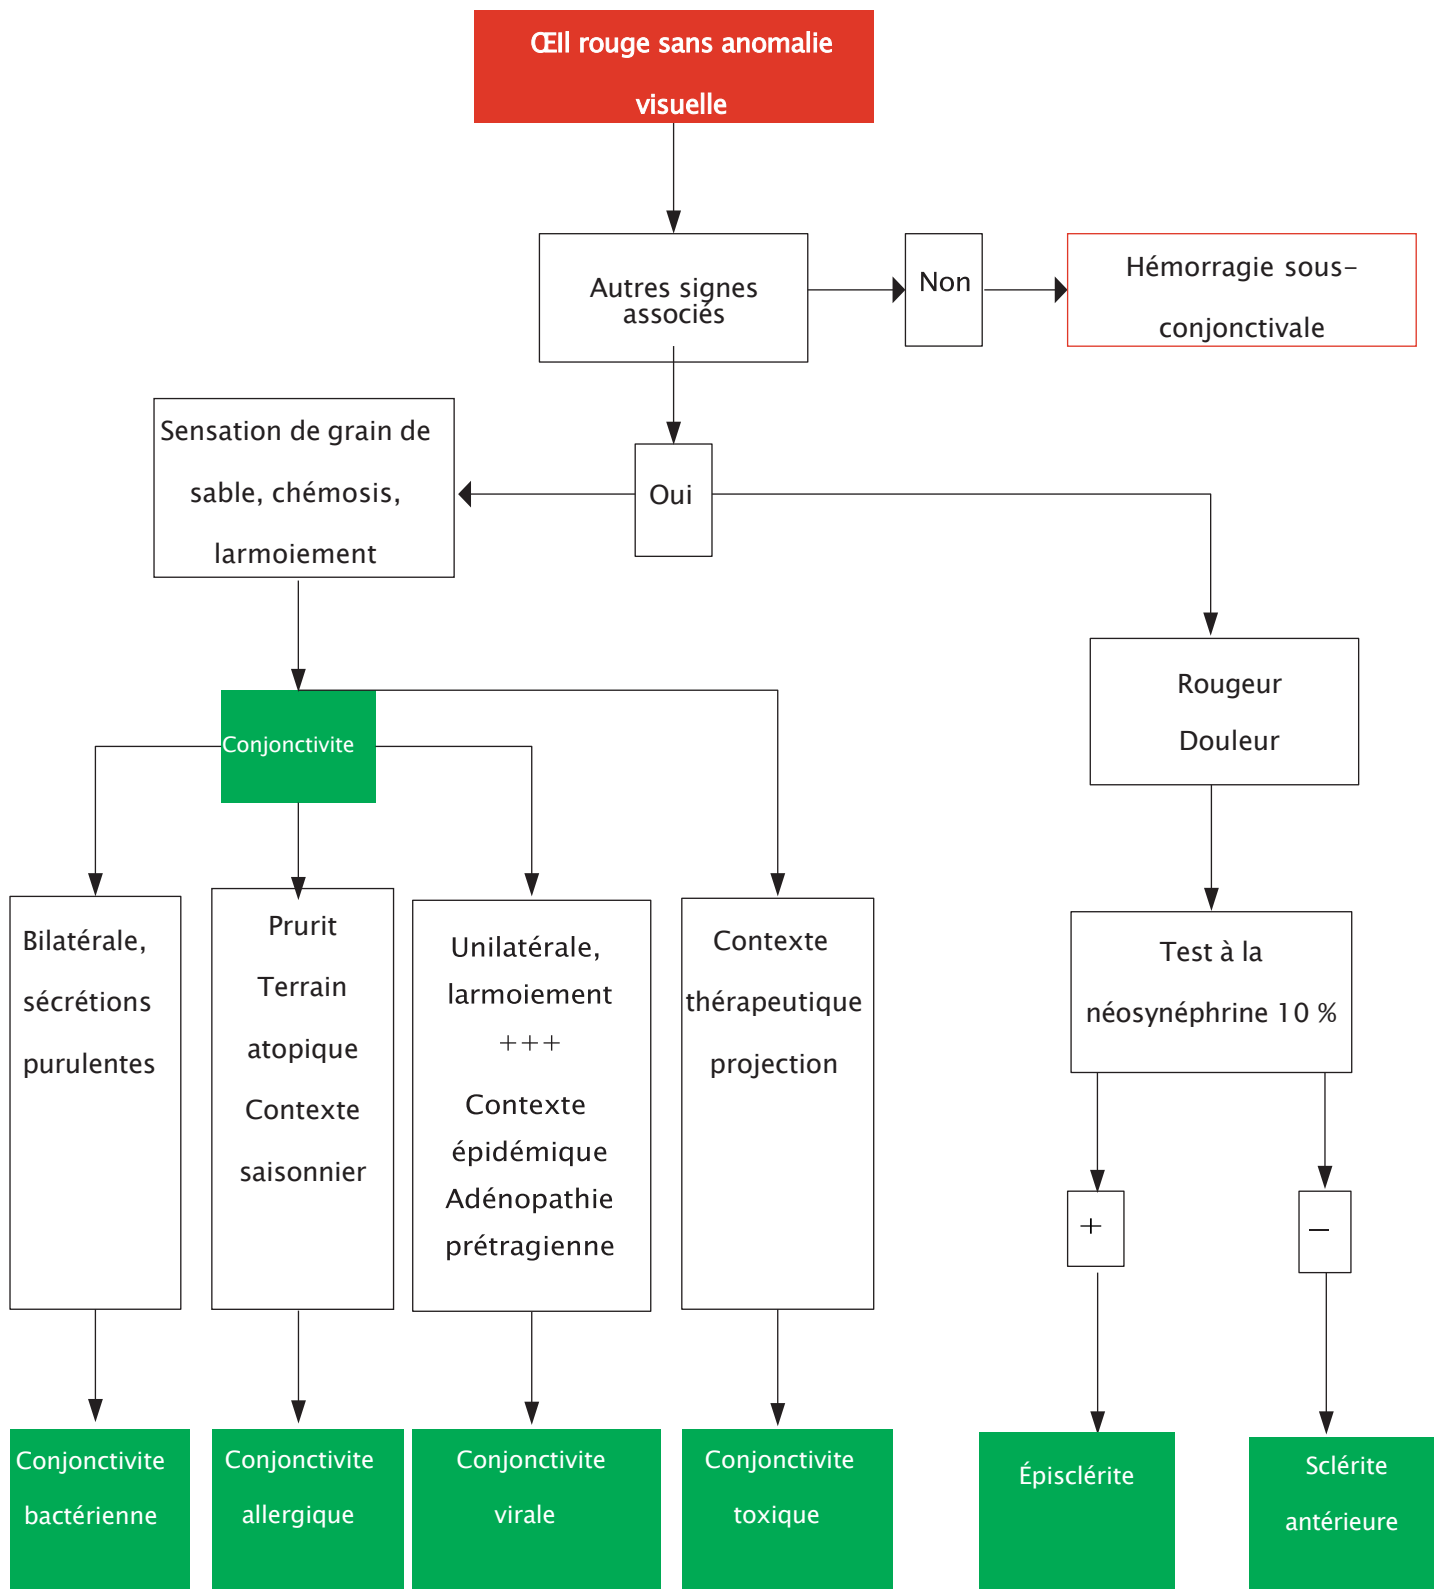 Œll rouge sans anomalie
visuelle
Autres signes
associés
Non
Hémorragie sous-
conjonctivale
Sensation de grain de
sable, chémosis,
larmoiement
Oui
Rougeur
Douleur
Conjonctivite
Bilatérale,
sécrétions
purulentes
Prurit
Terrain
atopique
Contexte
saisonnier
Unilatérale,
larmoiement
+++
Contexte
épidémique
Adénopathie
prétragienne
Contexte
thérapeutique
projection
Test à la
néosynéphrine 10 %
+
–
Conjonctivite
bactérienne
Conjonctivite
allergique
Conjonctivite
virale
Conjonctivite
toxique
Épisclérite
Sclérite
antérieure